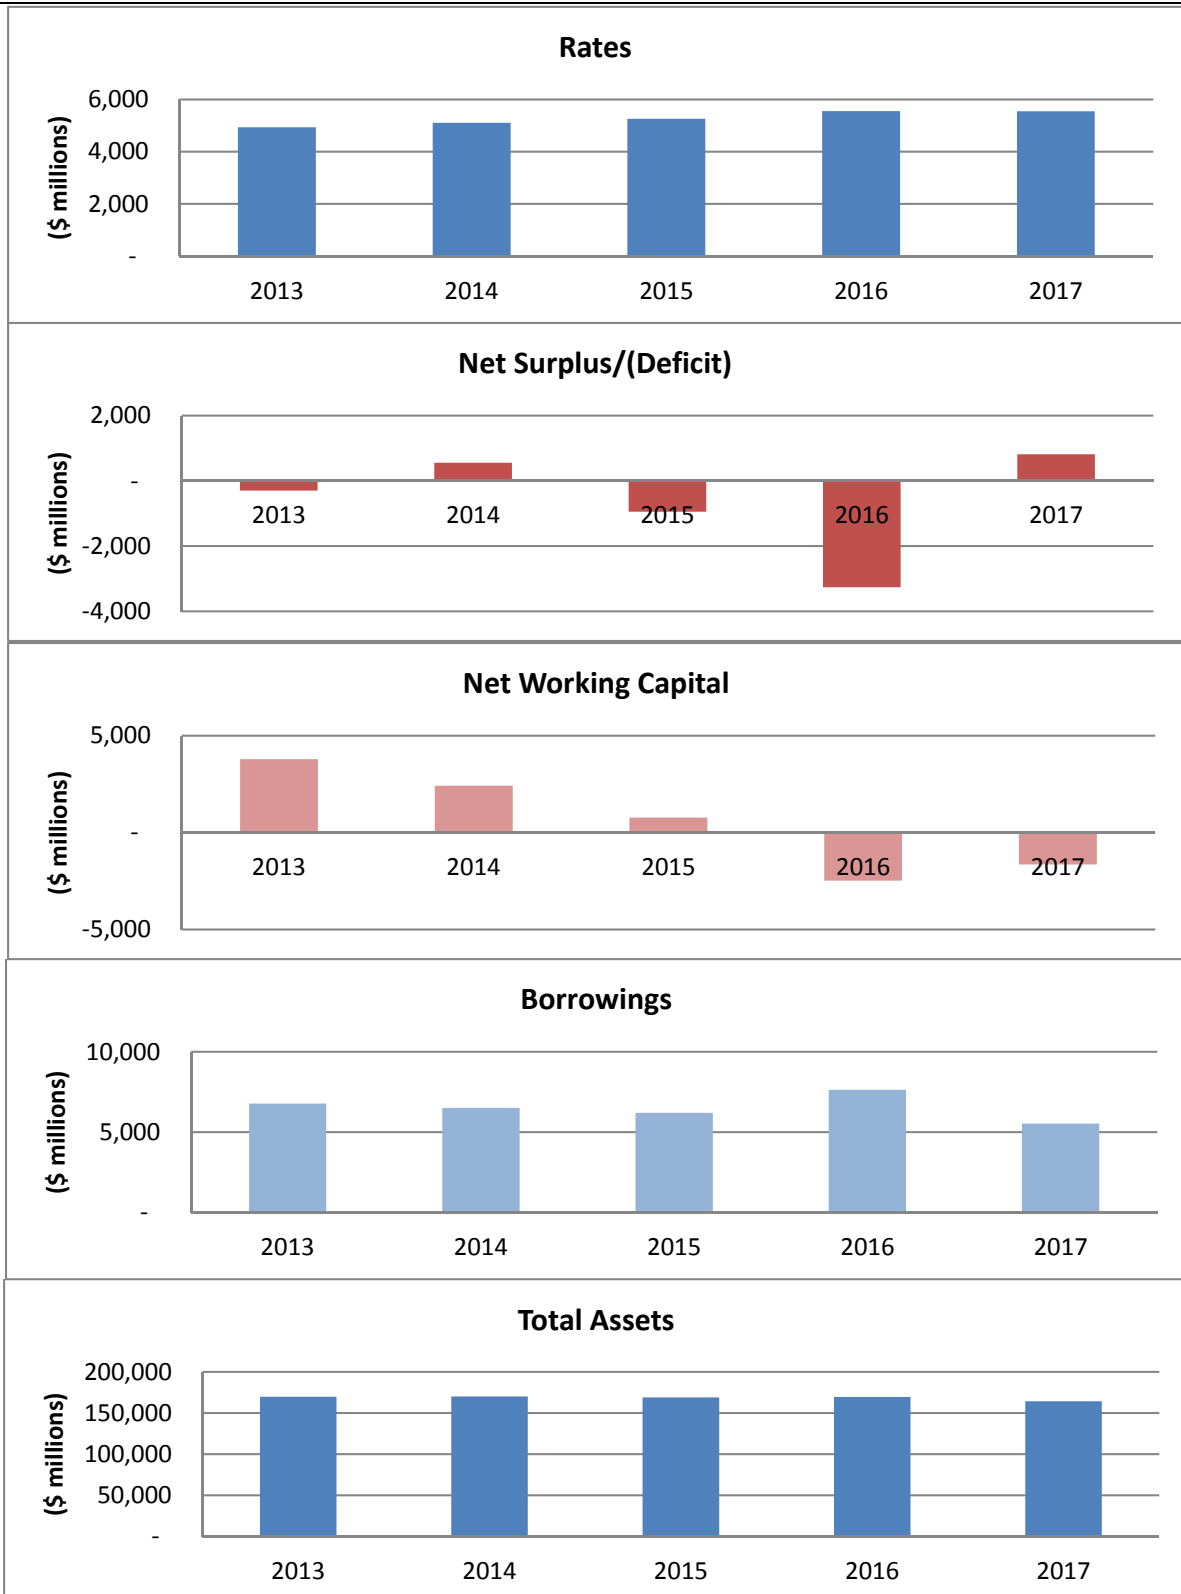 Rates
($ millions)
6,000
4,000
2,000
-
2013 2014 2015 2016 2017
Net Surplus/(Deficit)
($ millions)
2,000
-
-2,000
-4,000
2013 2014 2015 2016 2017
Net Working Capital
($ millions)
5,000
-
-5,000
2013 2014 2015 2016 2017
Borrowings
($ millions)
10,000
5,000
-
2013 2014 2015 2016 2017
Total Assets
($ millions)
200,000
150,000
100,000
50,000
-
2013 2014 2015 2016 2017